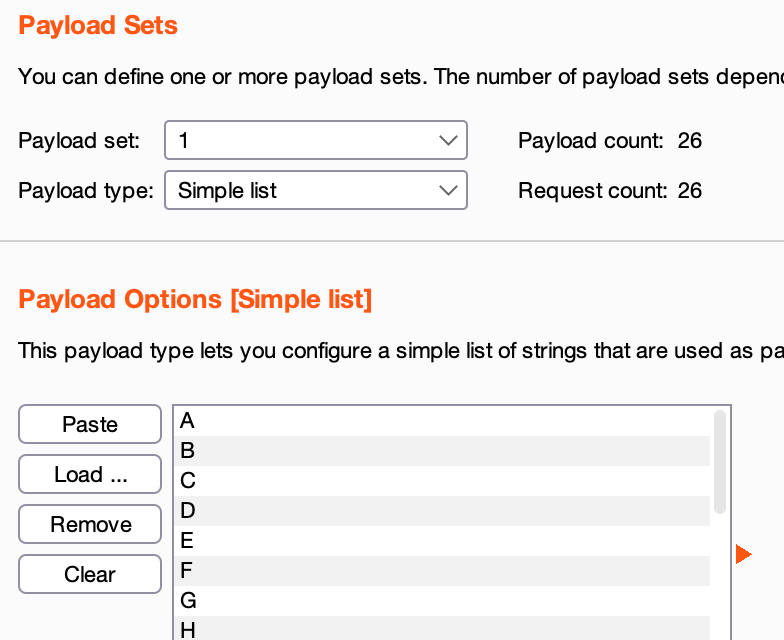 Payload Sets
You can define one or more payload sets. The number of payload sets
Payload set: 1 Payload count: 26
Payload type: Simple list Request count: 26
Payload Options [Simple list]
This payload type lets you configure a simple list of strings that are used as
Paste
Load ...
Remove
Clear
A
B
C
D
E
F
G
H